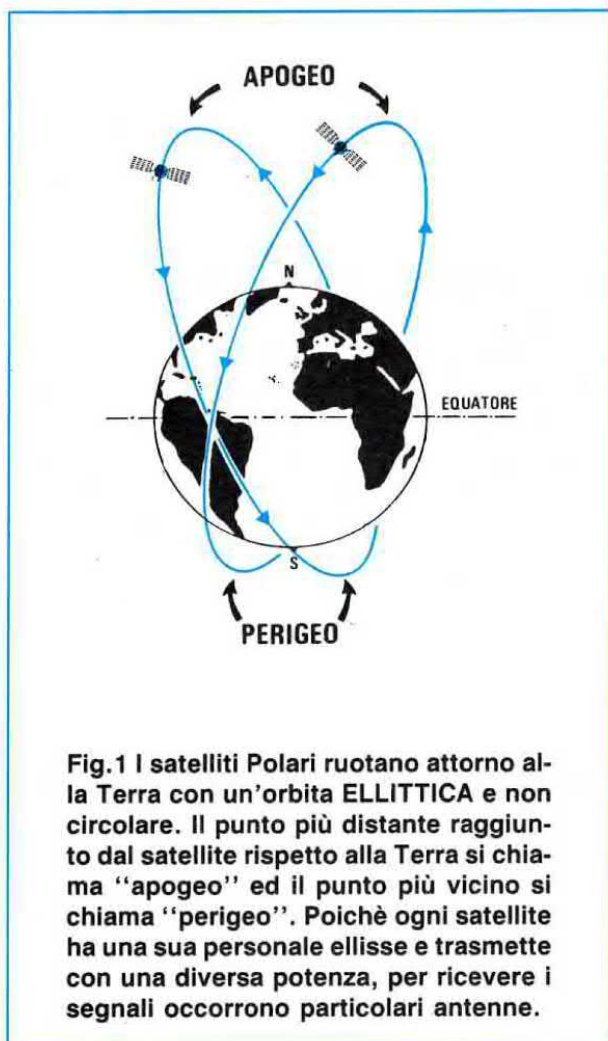 APOGEO
N
EQUATORE
S
PERIGEO
Fig.1 I satelliti Polari ruotano attorno al-
la Terra con un'orbita ELLITTICA e non
circolare. Il punto più distante raggiun-
to dal satellite rispetto alla Terra si chia-
ma ‘‘apogeo’’ ed il punto più vicino si
chiama ‘‘perigeo’’. Poichè ogni satellite
ha una sua personale ellisse e trasmette
con una diversa potenza, per ricevere i
segnali occorrono particolari antenne.